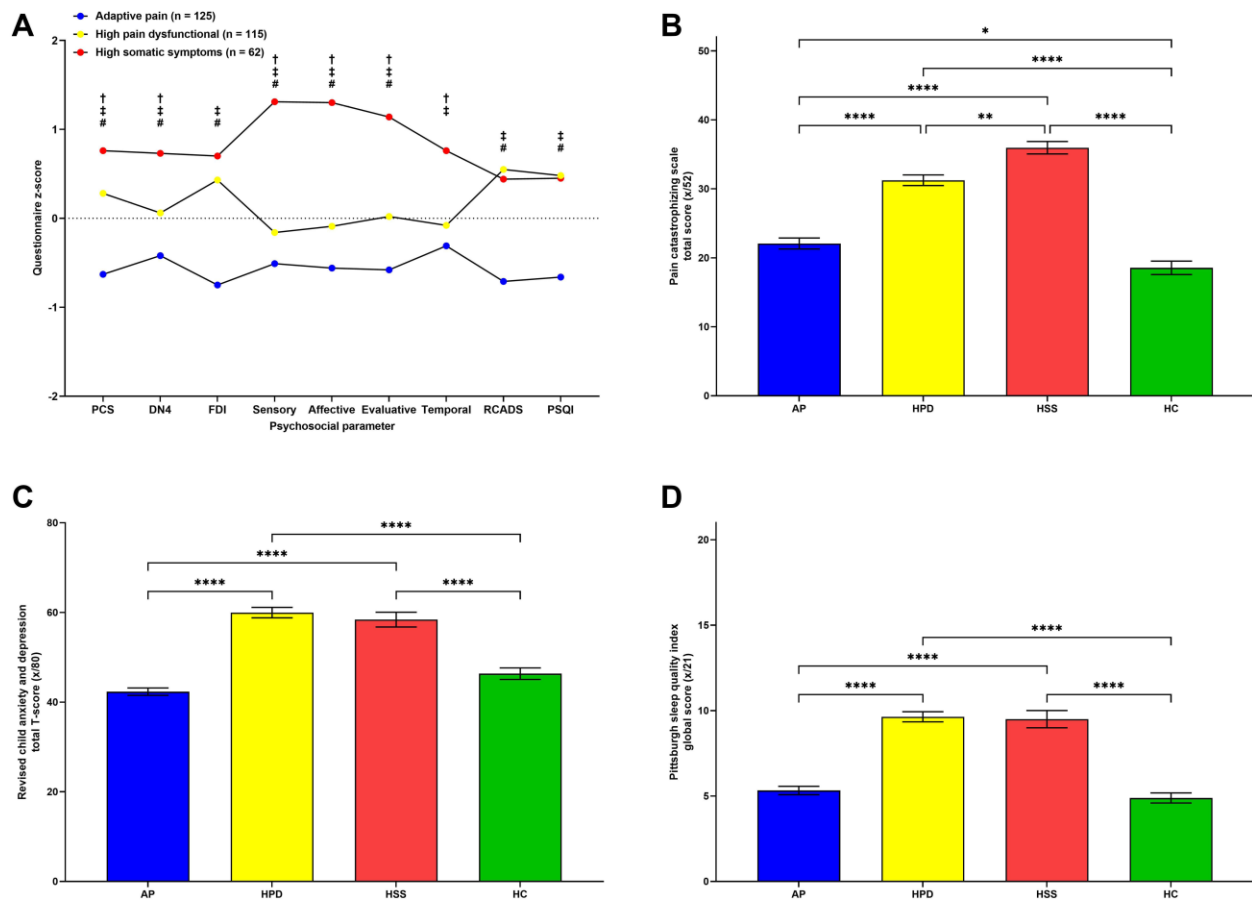 A
Adaptive pain (n = 125)
High pain dysfunctional (n = 115)
High somatic symptoms (n = 62)
Questionnaire z-score
2
1
0
-1
-2
†
‡
#
†
‡
#
‡
#
†
‡
#
†
‡
#
†
‡
#
†
‡
‡
#
‡
#
PCS DN4 FDI Sensory Affective Evaluative Temporal RCADS PSQI
Psychosocial parameter
B
Pain catastrophizing scale
total score (x/52)
50
40
30
20
10
0
*
****
****
**** ** ****
AP HPD HSS HC
C
Revised child anxiety and depression
total T-score (x/80)
80
60
40
20
0
****
****
**** ****
AP HPD HSS HC
D
Pittsburgh sleep quality index
global score (x/21)
20
15
10
5
0
****
****
**** ****
AP HPD HSS HC